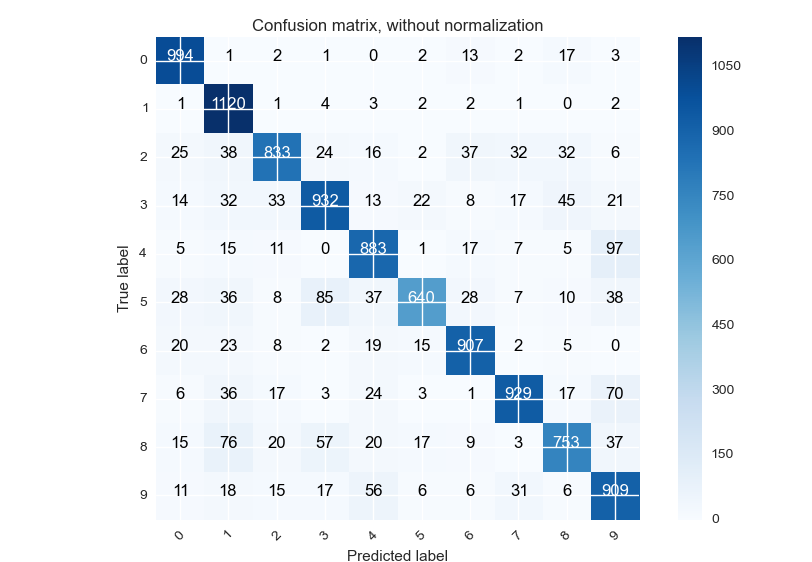 Confusion matrix, without normalization
0 994 1 2 1 0 2 13 2 17 3
1 1 1120 1 4 3 2 2 1 0 2
2 25 38 833 24 16 2 37 32 32 6
3 14 32 33 932 13 22 8 17 45 21
4 5 15 11 0 883 1 17 7 5 97
5 28 36 8 85 37 640 28 7 10 38
6 20 23 8 2 19 15 907 2 5 0
7 6 36 17 3 24 3 1 929 17 70
8 15 76 20 57 20 17 9 3 753 37
9 11 18 15 17 56 6 6 31 6 909
0 1 2 3 4 5 6 7 8 9
True label
Predicted label
1050
900
750
600
450
300
150
0